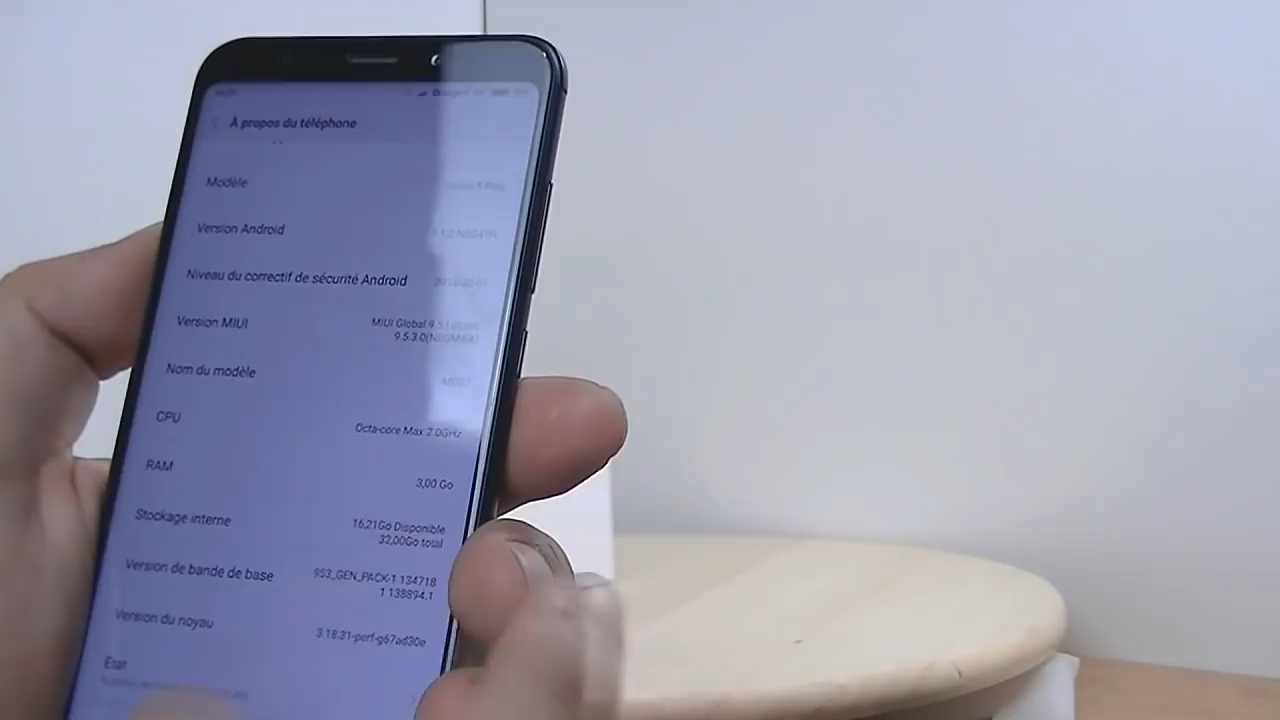 À propos du téléphone
Modèle
5 Plus
Version Android
Niveau du correctif de sécurité Android
Version MIUI
MIUI Global 9.5
9.5.3.0
Nom du modèle
CPU
Octa-core Max 2.0GHz
RAM
3,00 Go
Stockage interne
16,21Go Disponible
32,00Go total
Version de bande de base
953_GEN_PACK-1 134718
1 138894.1
Version du noyau
3.18.31-perf-g67ad30e
État